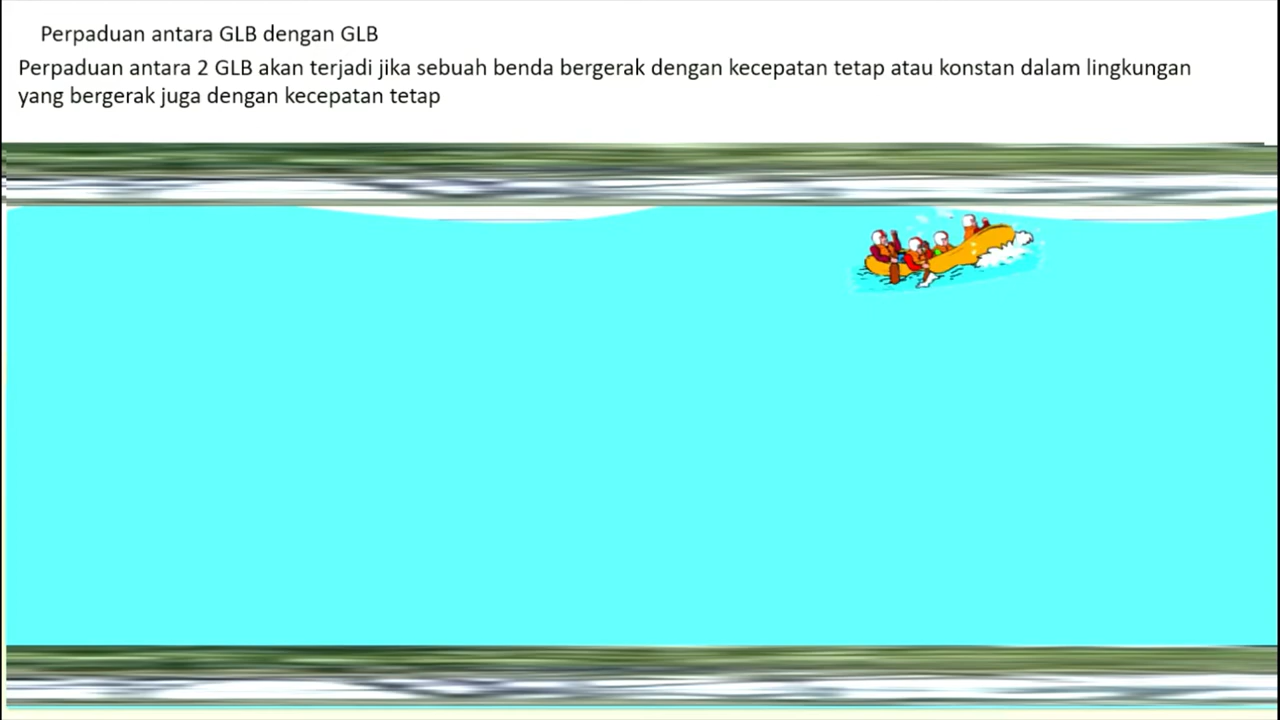 Perpaduan antara GLB dengan GLB
Perpaduan antara 2 GLB akan terjadi jika sebuah benda bergerak dengan kecepatan tetap atau konstan dalam lingkungan
yang bergerak juga dengan kecepatan tetap